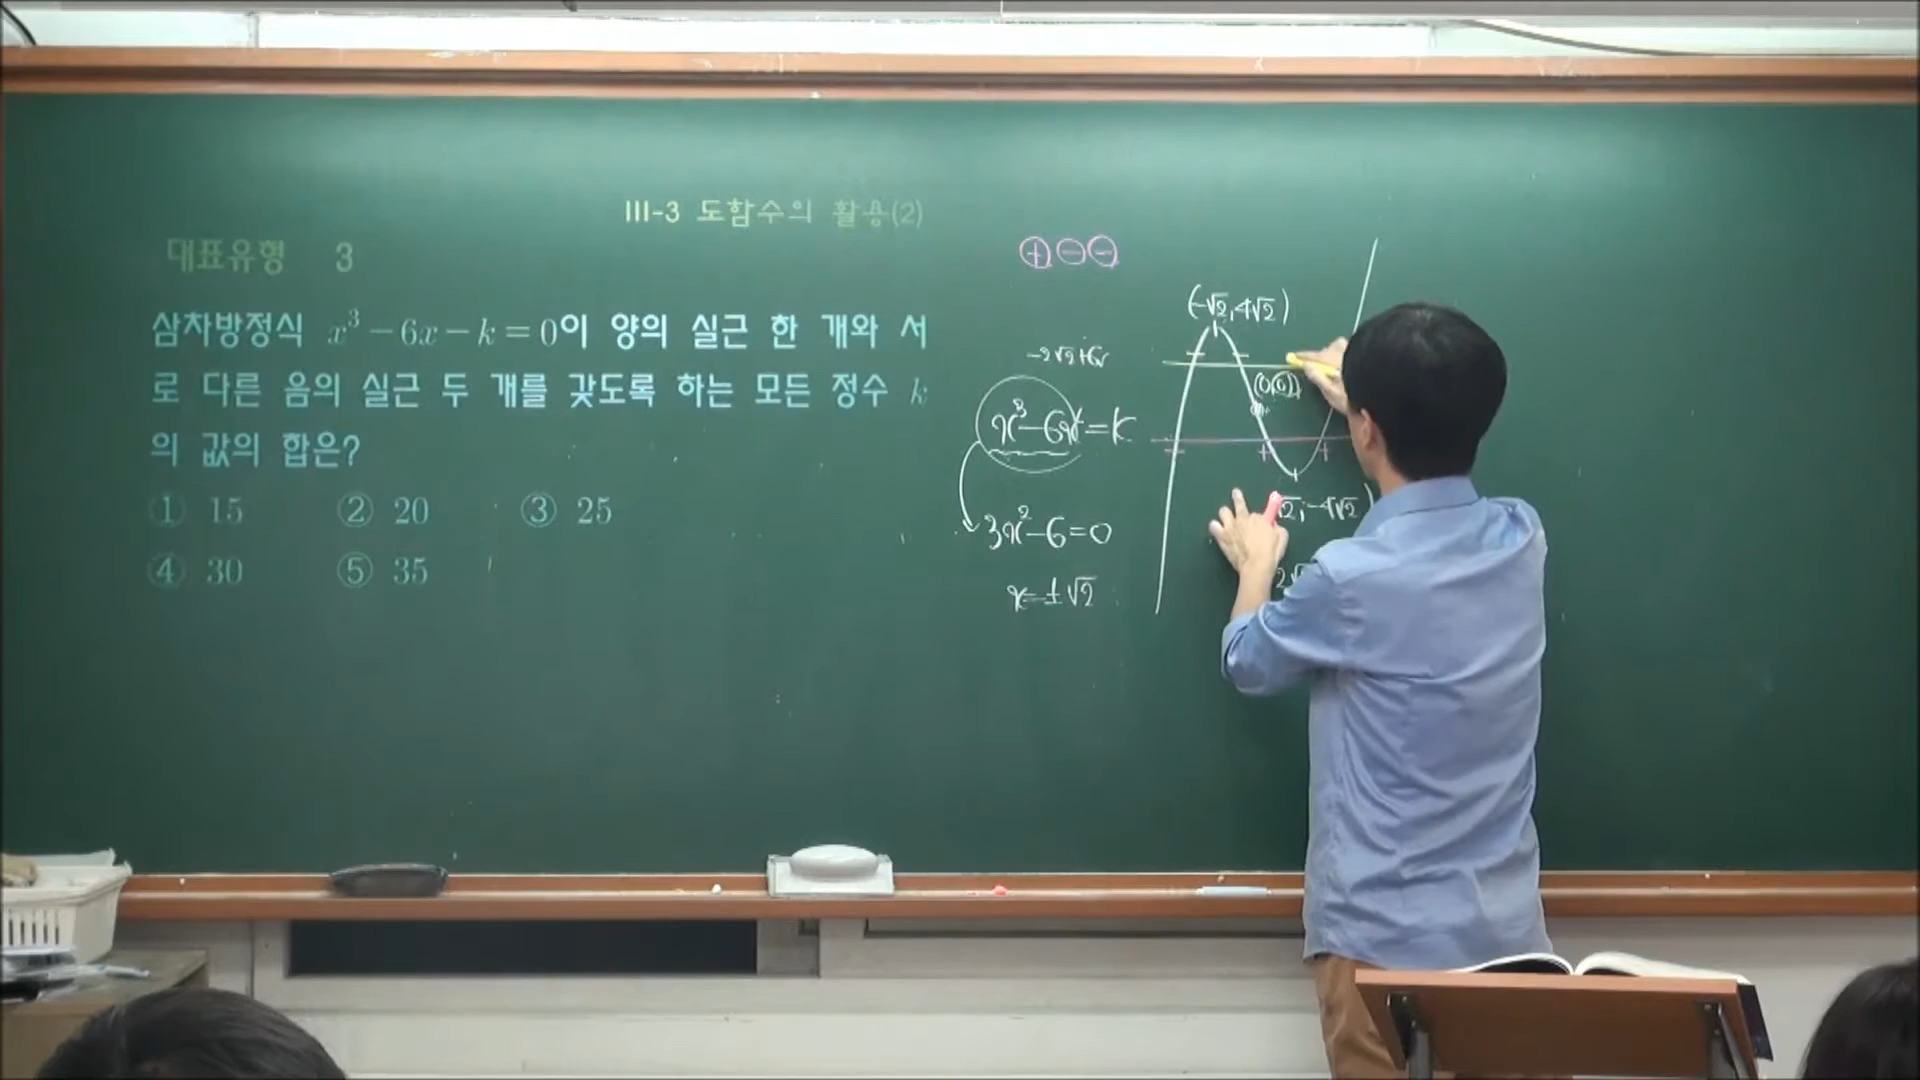 III-3 도함수의 활용(2)
대표유형 3
삼차방정식 x³-6x-k=0이 양의 실근 한 개와 서
로 다른 음의 실근 두 개를 갖도록 하는 모든 정수 k
의 값의 합은?
① 15 ② 20 ③ 25
④ 30 ⑤ 35
⊕⊖⊖
(-√2, 4√2)
x³-6x=k
(0,0)
√2, -4√2)
3x²-6=0
x=±√2